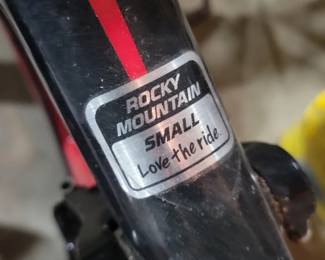 ROCKY
MOUNTAIN
SMALL
Love the ride